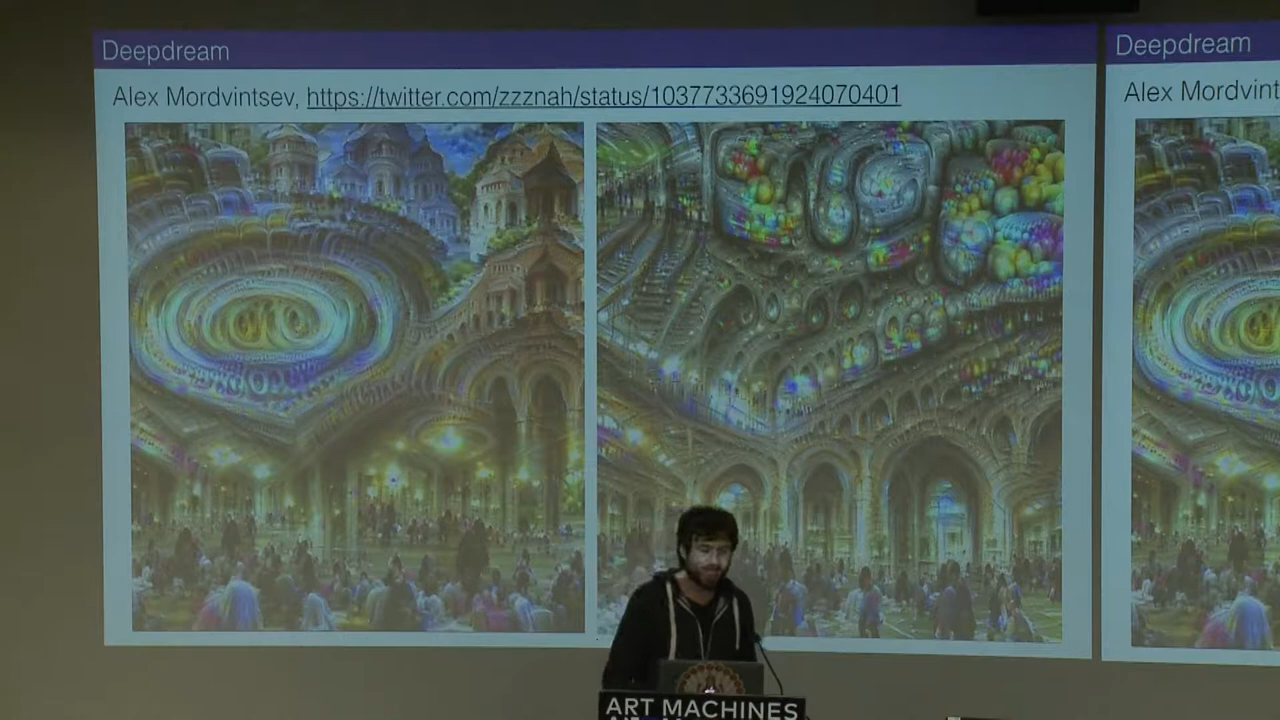 Deepdream
Alex Mordvintsev, https://twitter.com/zzznah/status/1037733691924070401
Deepdream
Alex Mordvint
ART MACHINES